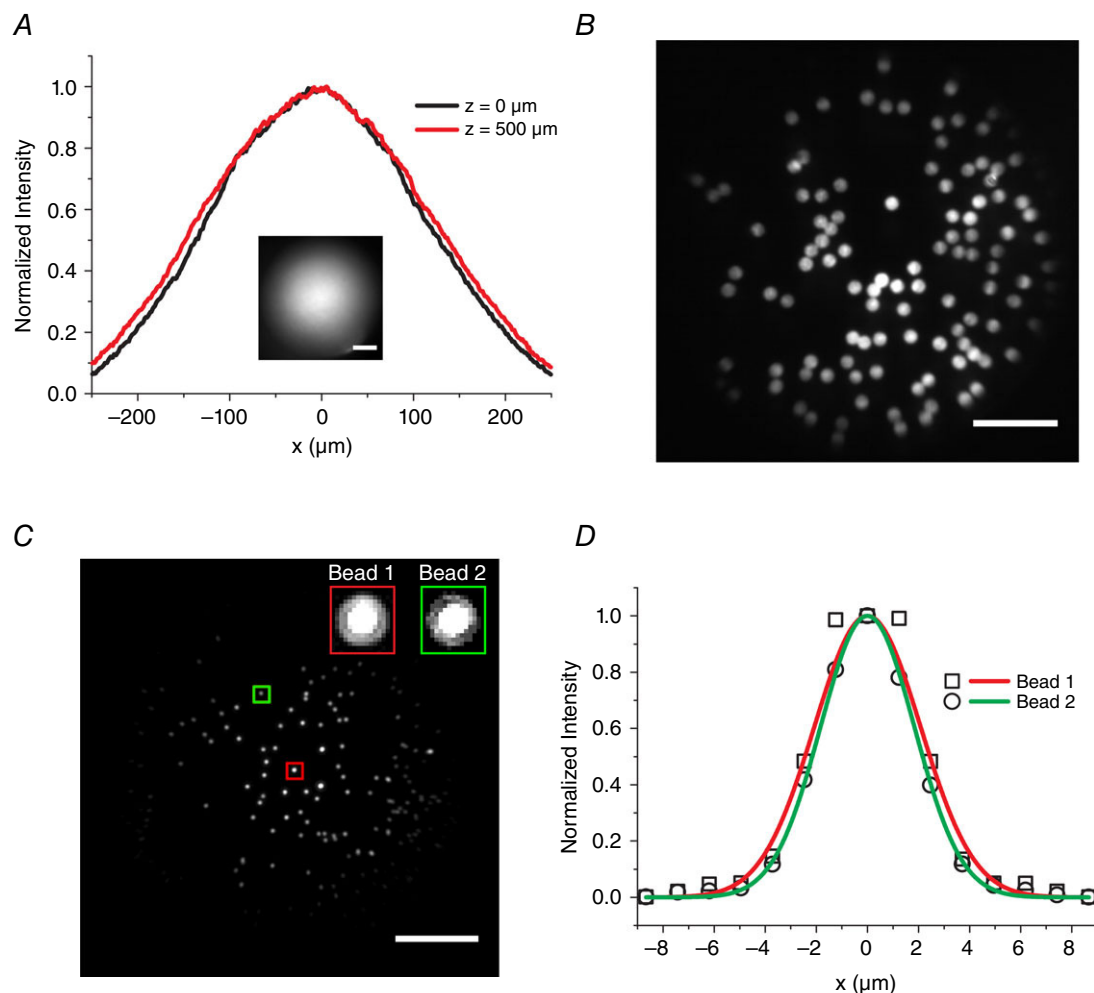 A
Normalized Intensity
1.0
0.8
0.6
0.4
0.2
0.0
z = 0 µm
z = 500 µm
–200
–100
0
100
200
x (µm)
B
C
Bead 1
Bead 2
D
Normalized Intensity
1.0
0.8
0.6
0.4
0.2
0.0
Bead 1
Bead 2
–8
–6
–4
–2
0
2
4
6
8
x (µm)